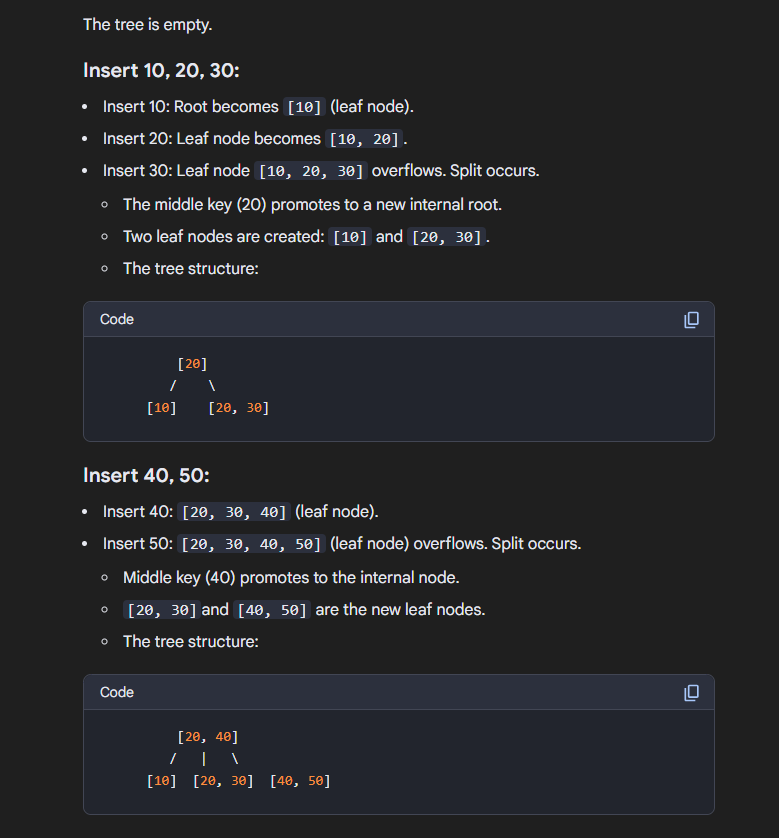 The tree is empty.
Insert 10, 20, 30:
• Insert 10: Root becomes [10] (leaf node).
• Insert 20: Leaf node becomes [10, 20].
• Insert 30: Leaf node [10, 20, 30] overflows. Split occurs.
◦ The middle key (20) promotes to a new internal root.
◦ Two leaf nodes are created: [10] and [20, 30].
◦ The tree structure:
Code
[20]
/    \
[10]    [20, 30]
Insert 40, 50:
• Insert 40: [20, 30, 40] (leaf node).
• Insert 50: [20, 30, 40, 50] (leaf node) overflows. Split occurs.
◦ Middle key (40) promotes to the internal node.
◦ [20, 30] and [40, 50] are the new leaf nodes.
◦ The tree structure:
Code
[20, 40]
/   |   \
[10]  [20, 30]  [40, 50]